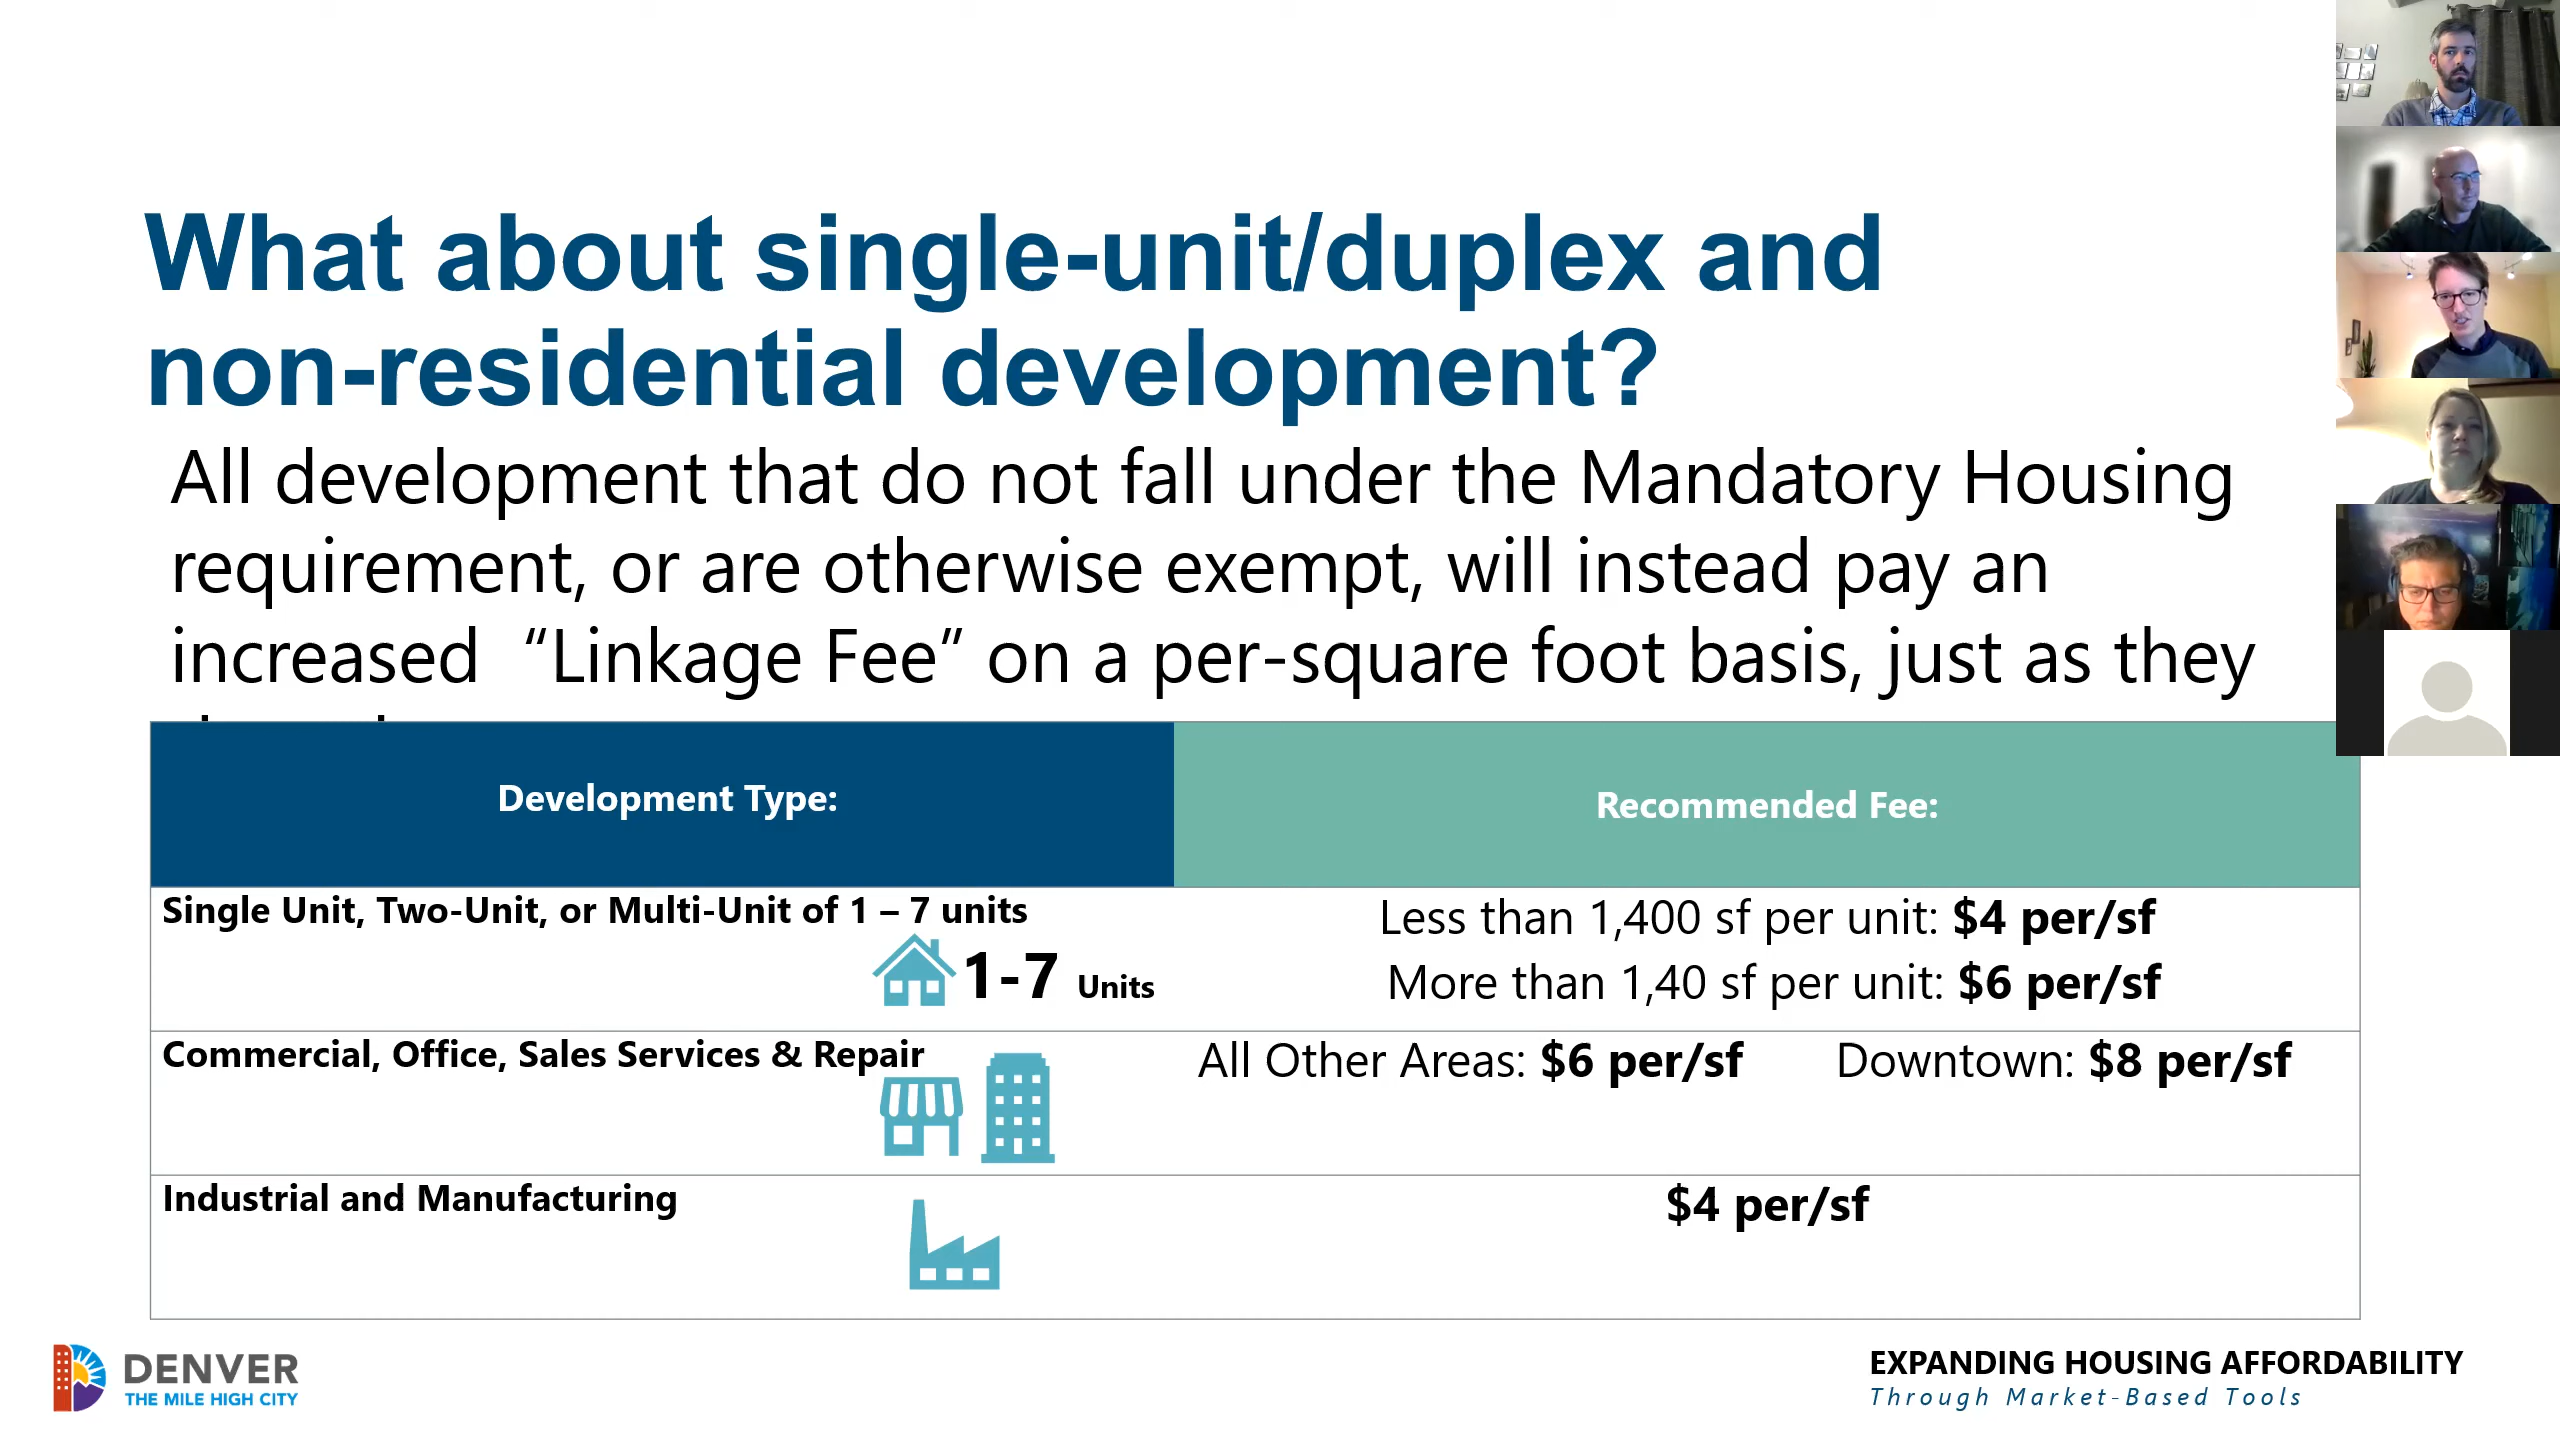 What about single-unit/duplex and
non-residential development?
All development that do not fall under the Mandatory Housing
requirement, or are otherwise exempt, will instead pay an
increased “Linkage Fee” on a per-square foot basis, just as they
Development Type:
Recommended Fee:
Single Unit, Two-Unit, or Multi-Unit of 1 – 7 units
1-7 Units
Less than 1,400 sf per unit: $4 per/sf
More than 1,40 sf per unit: $6 per/sf
Commercial, Office, Sales Services & Repair
All Other Areas: $6 per/sf
Downtown: $8 per/sf
Industrial and Manufacturing
$4 per/sf
DENVER
THE MILE HIGH CITY
EXPANDING HOUSING AFFORDABILITY
Through Market-Based Tools